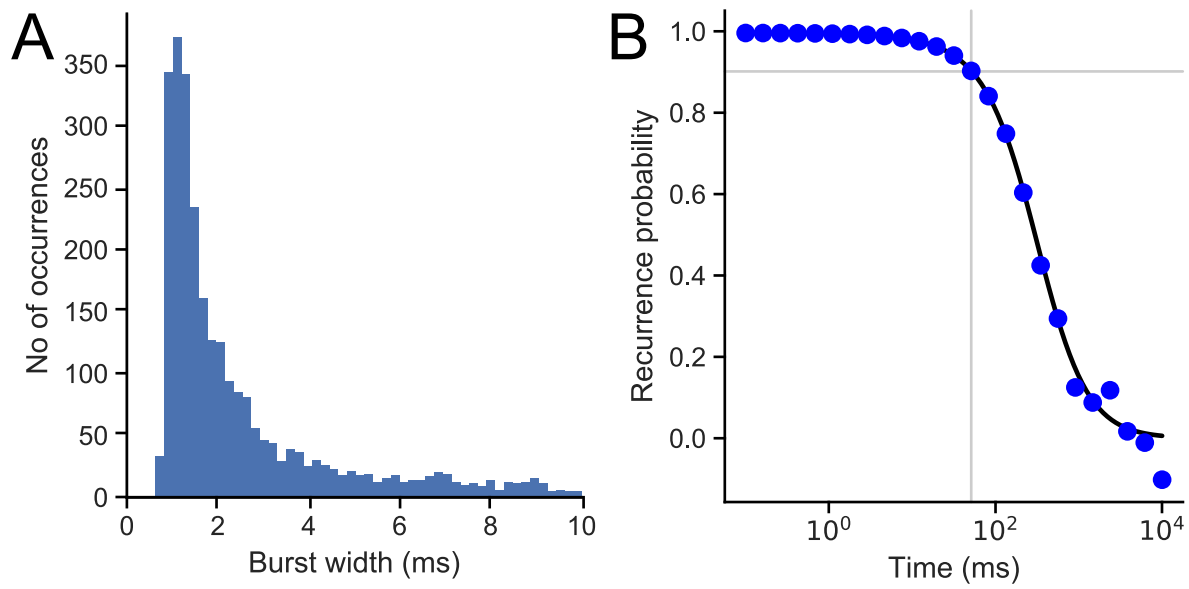 A
No of occurrences
350
300
250
200
150
100
50
0
0 2 4 6 8 10
Burst width (ms)
B
Recurrence probability
1.0
0.8
0.6
0.4
0.2
0.0
10⁰ 10² 10³ 10⁴
Time (ms)